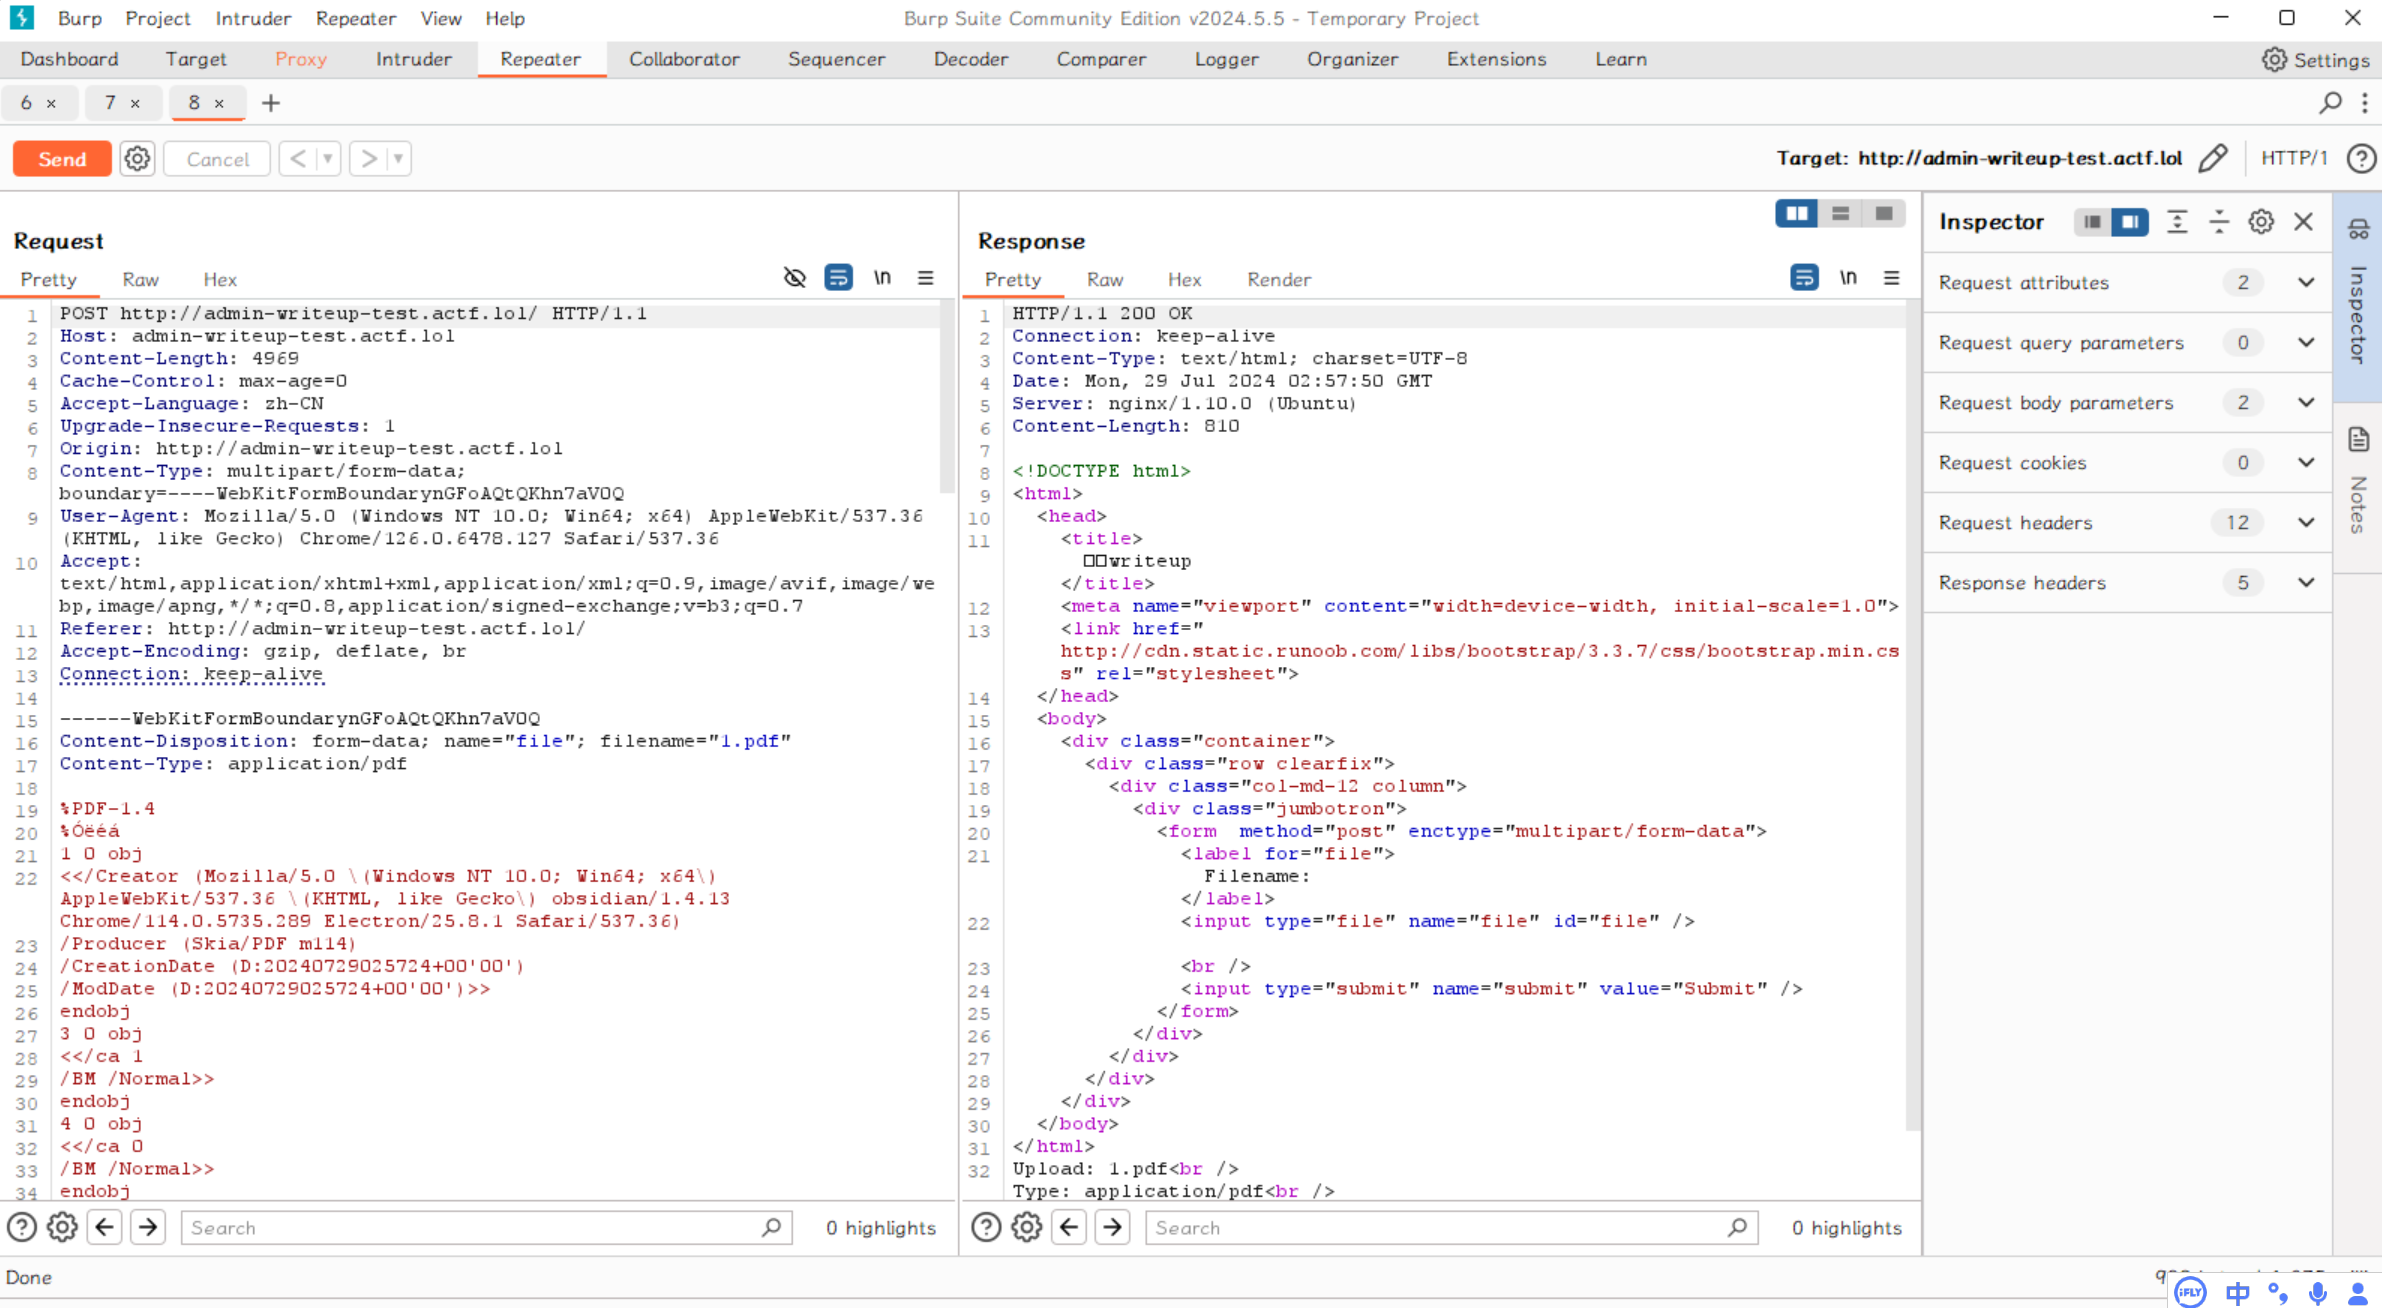 Burp Project Intruder Repeater View Help
Burp Suite Community Edition v2024.5.5 - Temporary Project
Dashboard Target Proxy Intruder Repeater Collaborator Sequencer Decoder Comparer Logger Organizer Extensions Learn Settings
6 × 7 × 8 × +
Send Cancel < >
Target: http://admin-writeup-test.actf.lol HTTP/1
Request
Pretty Raw Hex \n
1 POST http://admin-writeup-test.actf.lol/ HTTP/1.1
2 Host: admin-writeup-test.actf.lol
3 Content-Length: 4969
4 Cache-Control: max-age=0
5 Accept-Language: zh-CN
6 Upgrade-Insecure-Requests: 1
7 Origin: http://admin-writeup-test.actf.lol
8 Content-Type: multipart/form-data;
boundary=----WebKitFormBoundarynGFoAQtQKhn7aVOQ
9 User-Agent: Mozilla/5.0 (Windows NT 10.0; Win64; x64) AppleWebKit/537.36
(KHTML, like Gecko) Chrome/126.0.6478.127 Safari/537.36
10 Accept:
text/html,application/xhtml+xml,application/xml;q=0.9,image/avif,image/we
bp,image/apng,*/*;q=0.8,application/signed-exchange;v=b3;q=0.7
11 Referer: http://admin-writeup-test.actf.lol/
12 Accept-Encoding: gzip, deflate, br
13 Connection: keep-alive
14
15 ------WebKitFormBoundarynGFoAQtQKhn7aVOQ
16 Content-Disposition: form-data; name="file"; filename="1.pdf"
17 Content-Type: application/pdf
18
19 %PDF-1.4
20 %Óëéá
21 1 0 obj
22 <</Creator (Mozilla/5.0 \(Windows NT 10.0; Win64; x64\)
AppleWebKit/537.36 \(KHTML, like Gecko\) obsidian/1.4.13
Chrome/114.0.5735.289 Electron/25.8.1 Safari/537.36)
23 /Producer (Skia/PDF m114)
24 /CreationDate (D:20240729025724+00'00')
25 /ModDate (D:20240729025724+00'00')>>
26 endobj
27 3 0 obj
28 <</ca 1
29 /BM /Normal>>
30 endobj
31 4 0 obj
32 <</ca 0
33 /BM /Normal>>
34 endobj
Search 0 highlights
Response
Pretty Raw Hex Render \n
1 HTTP/1.1 200 OK
2 Connection: keep-alive
3 Content-Type: text/html; charset=UTF-8
4 Date: Mon, 29 Jul 2024 02:57:50 GMT
5 Server: nginx/1.10.0 (Ubuntu)
6 Content-Length: 810
7
8 <!DOCTYPE html>
9 <html>
10 <head>
11 <title>
□□writeup
</title>
12 <meta name="viewport" content="width=device-width, initial-scale=1.0">
13 <link href="
http://cdn.static.runoob.com/libs/bootstrap/3.3.7/css/bootstrap.min.cs
s" rel="stylesheet">
14 </head>
15 <body>
16 <div class="container">
17 <div class="row clearfix">
18 <div class="col-md-12 column">
19 <div class="jumbotron">
20 <form method="post" enctype="multipart/form-data">
21 <label for="file">
Filename:
</label>
22 <input type="file" name="file" id="file" />
23 <br />
24 <input type="submit" name="submit" value="Submit" />
25 </form>
26 </div>
27 </div>
28 </div>
29 </div>
30 </body>
31 </html>
32 Upload: 1.pdf<br />
Type: application/pdf<br />
Search 0 highlights
Inspector
Request attributes 2
Request query parameters 0
Request body parameters 2
Request cookies 0
Request headers 12
Response headers 5
Inspector
Notes
Done
iFLY 中